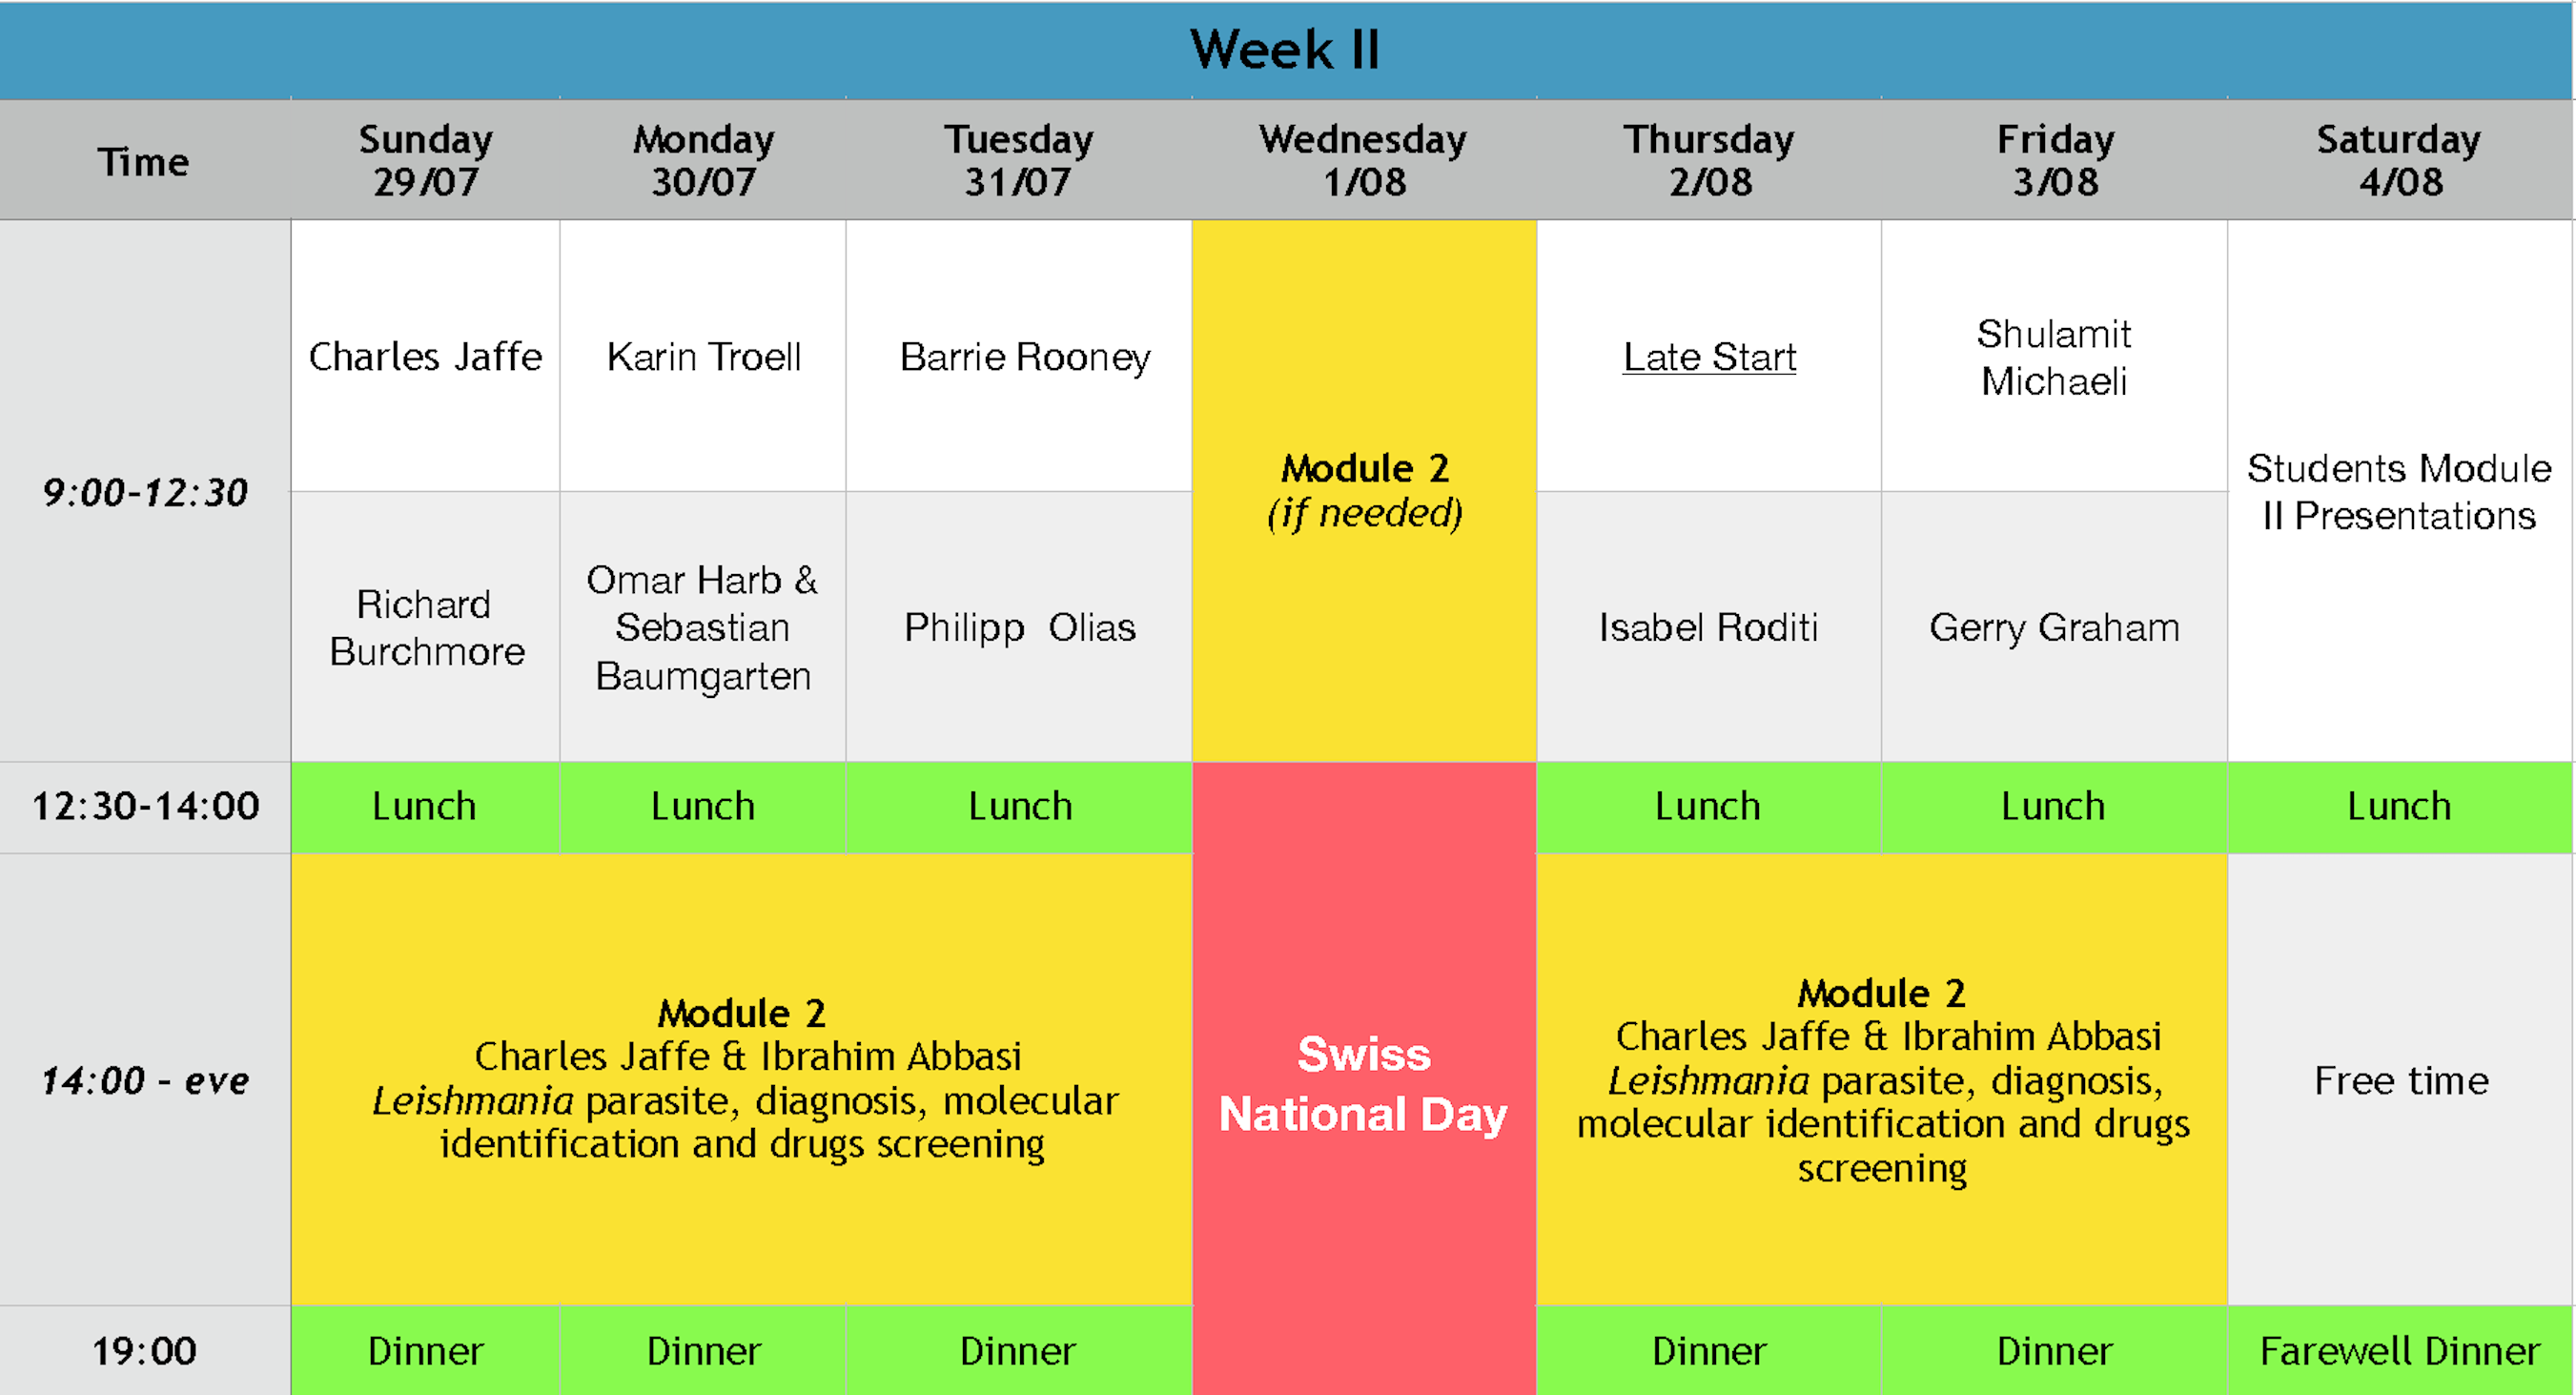 Week II
Time
Sunday
29/07
Monday
30/07
Tuesday
31/07
Wednesday
1/08
Thursday
2/08
Friday
3/08
Saturday
4/08
9:00-12:30
Charles Jaffe
Karin Troell
Barrie Rooney
Module 2
(if needed)
Late Start
Shulamit
Michaeli
Students Module
II Presentations
Richard
Burchmore
Omar Harb &
Sebastian
Baumgarten
Philipp  Olias
Isabel Roditi
Gerry Graham
12:30-14:00
Lunch
Lunch
Lunch
Swiss
National Day
Lunch
Lunch
Lunch
14:00 - eve
Module 2
Charles Jaffe & Ibrahim Abbasi
Leishmania parasite, diagnosis, molecular
identification and drugs screening
Module 2
Charles Jaffe & Ibrahim Abbasi
Leishmania parasite, diagnosis,
molecular identification and drugs
screening
Free time
19:00
Dinner
Dinner
Dinner
Dinner
Dinner
Farewell Dinner